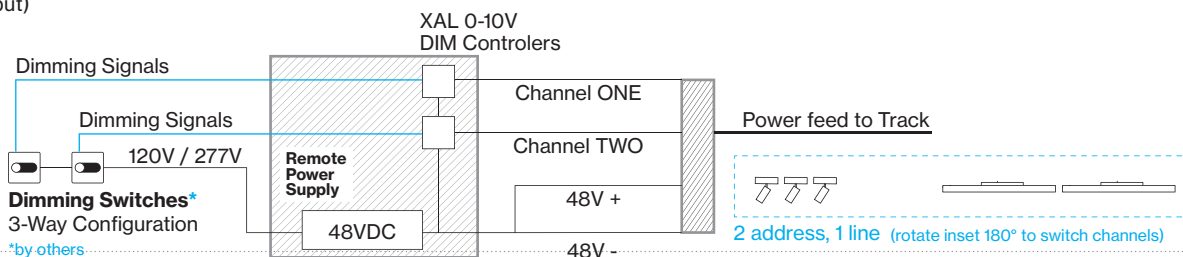 out)
XAL 0-10V
DIM Controlers
Dimming Signals
Channel ONE
Dimming Signals
Power feed to Track
Channel TWO
120V / 277V
Remote
Power
Supply
Dimming Switches*
3-Way Configuration
*by others
48VDC
48V +
48V -
2 address, 1 line (rotate inset 180° to switch channels)